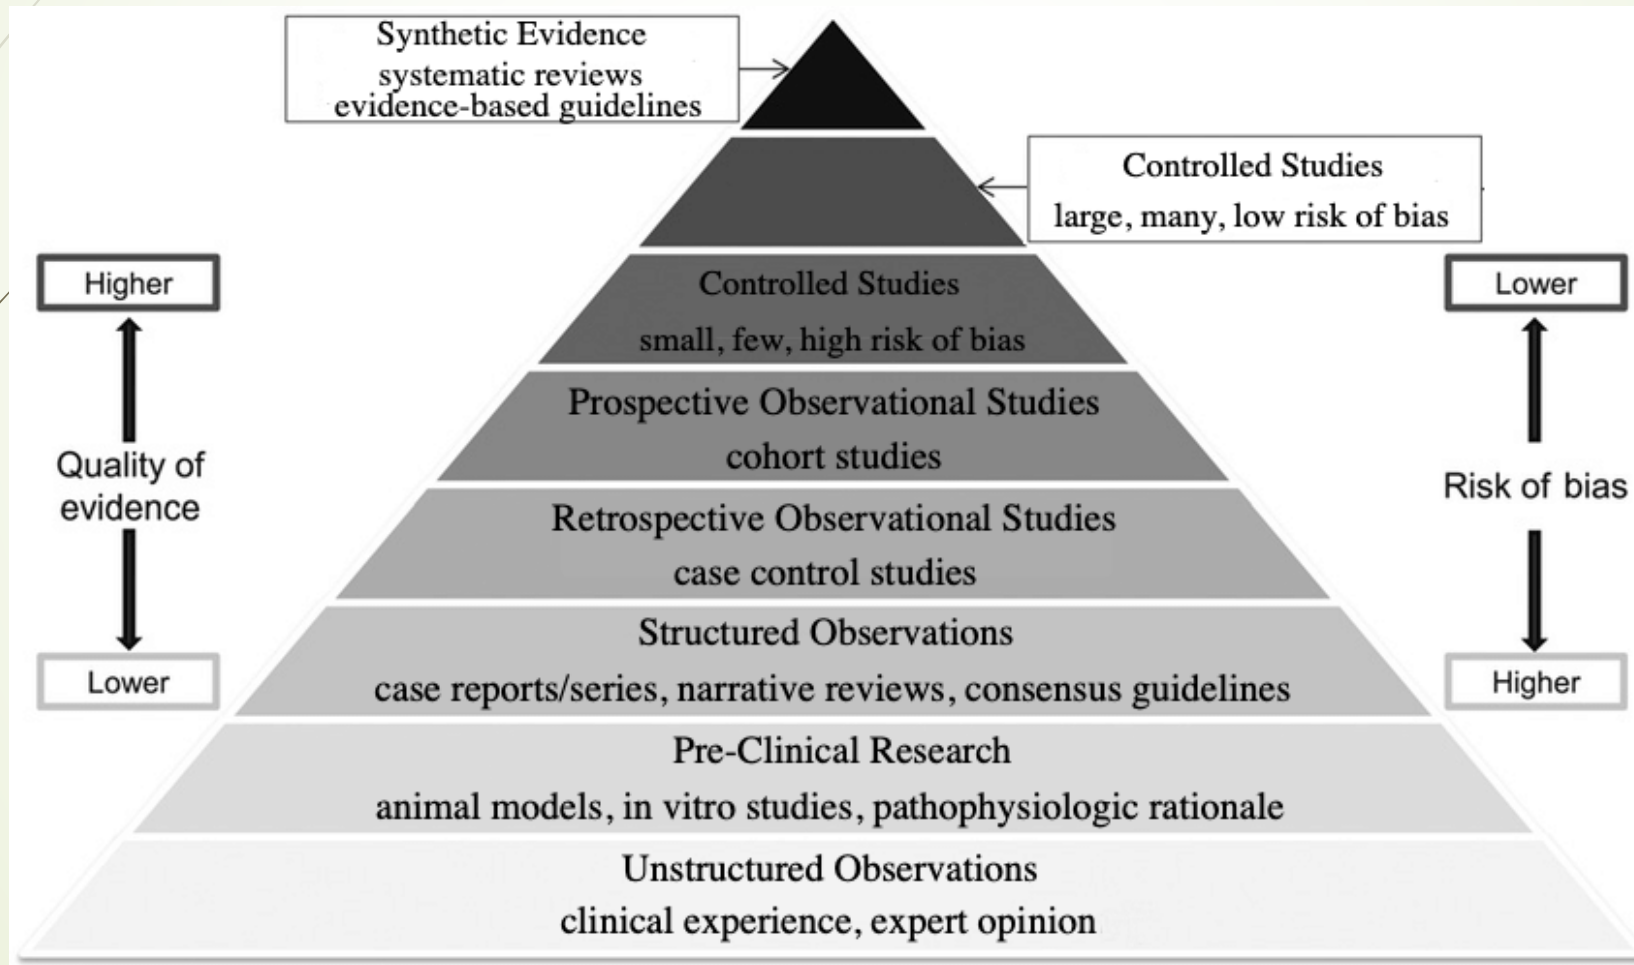 Synthetic Evidence
systematic reviews
evidence-based guidelines
Controlled Studies
large, many, low risk of bias
Higher
Lower
Controlled Studies
small, few, high risk of bias
Prospective Observational Studies
cohort studies
Quality of
evidence
Risk of bias
Retrospective Observational Studies
case control studies
Structured Observations
case reports/series, narrative reviews, consensus guidelines
Lower
Higher
Pre-Clinical Research
animal models, in vitro studies, pathophysiologic rationale
Unstructured Observations
clinical experience, expert opinion